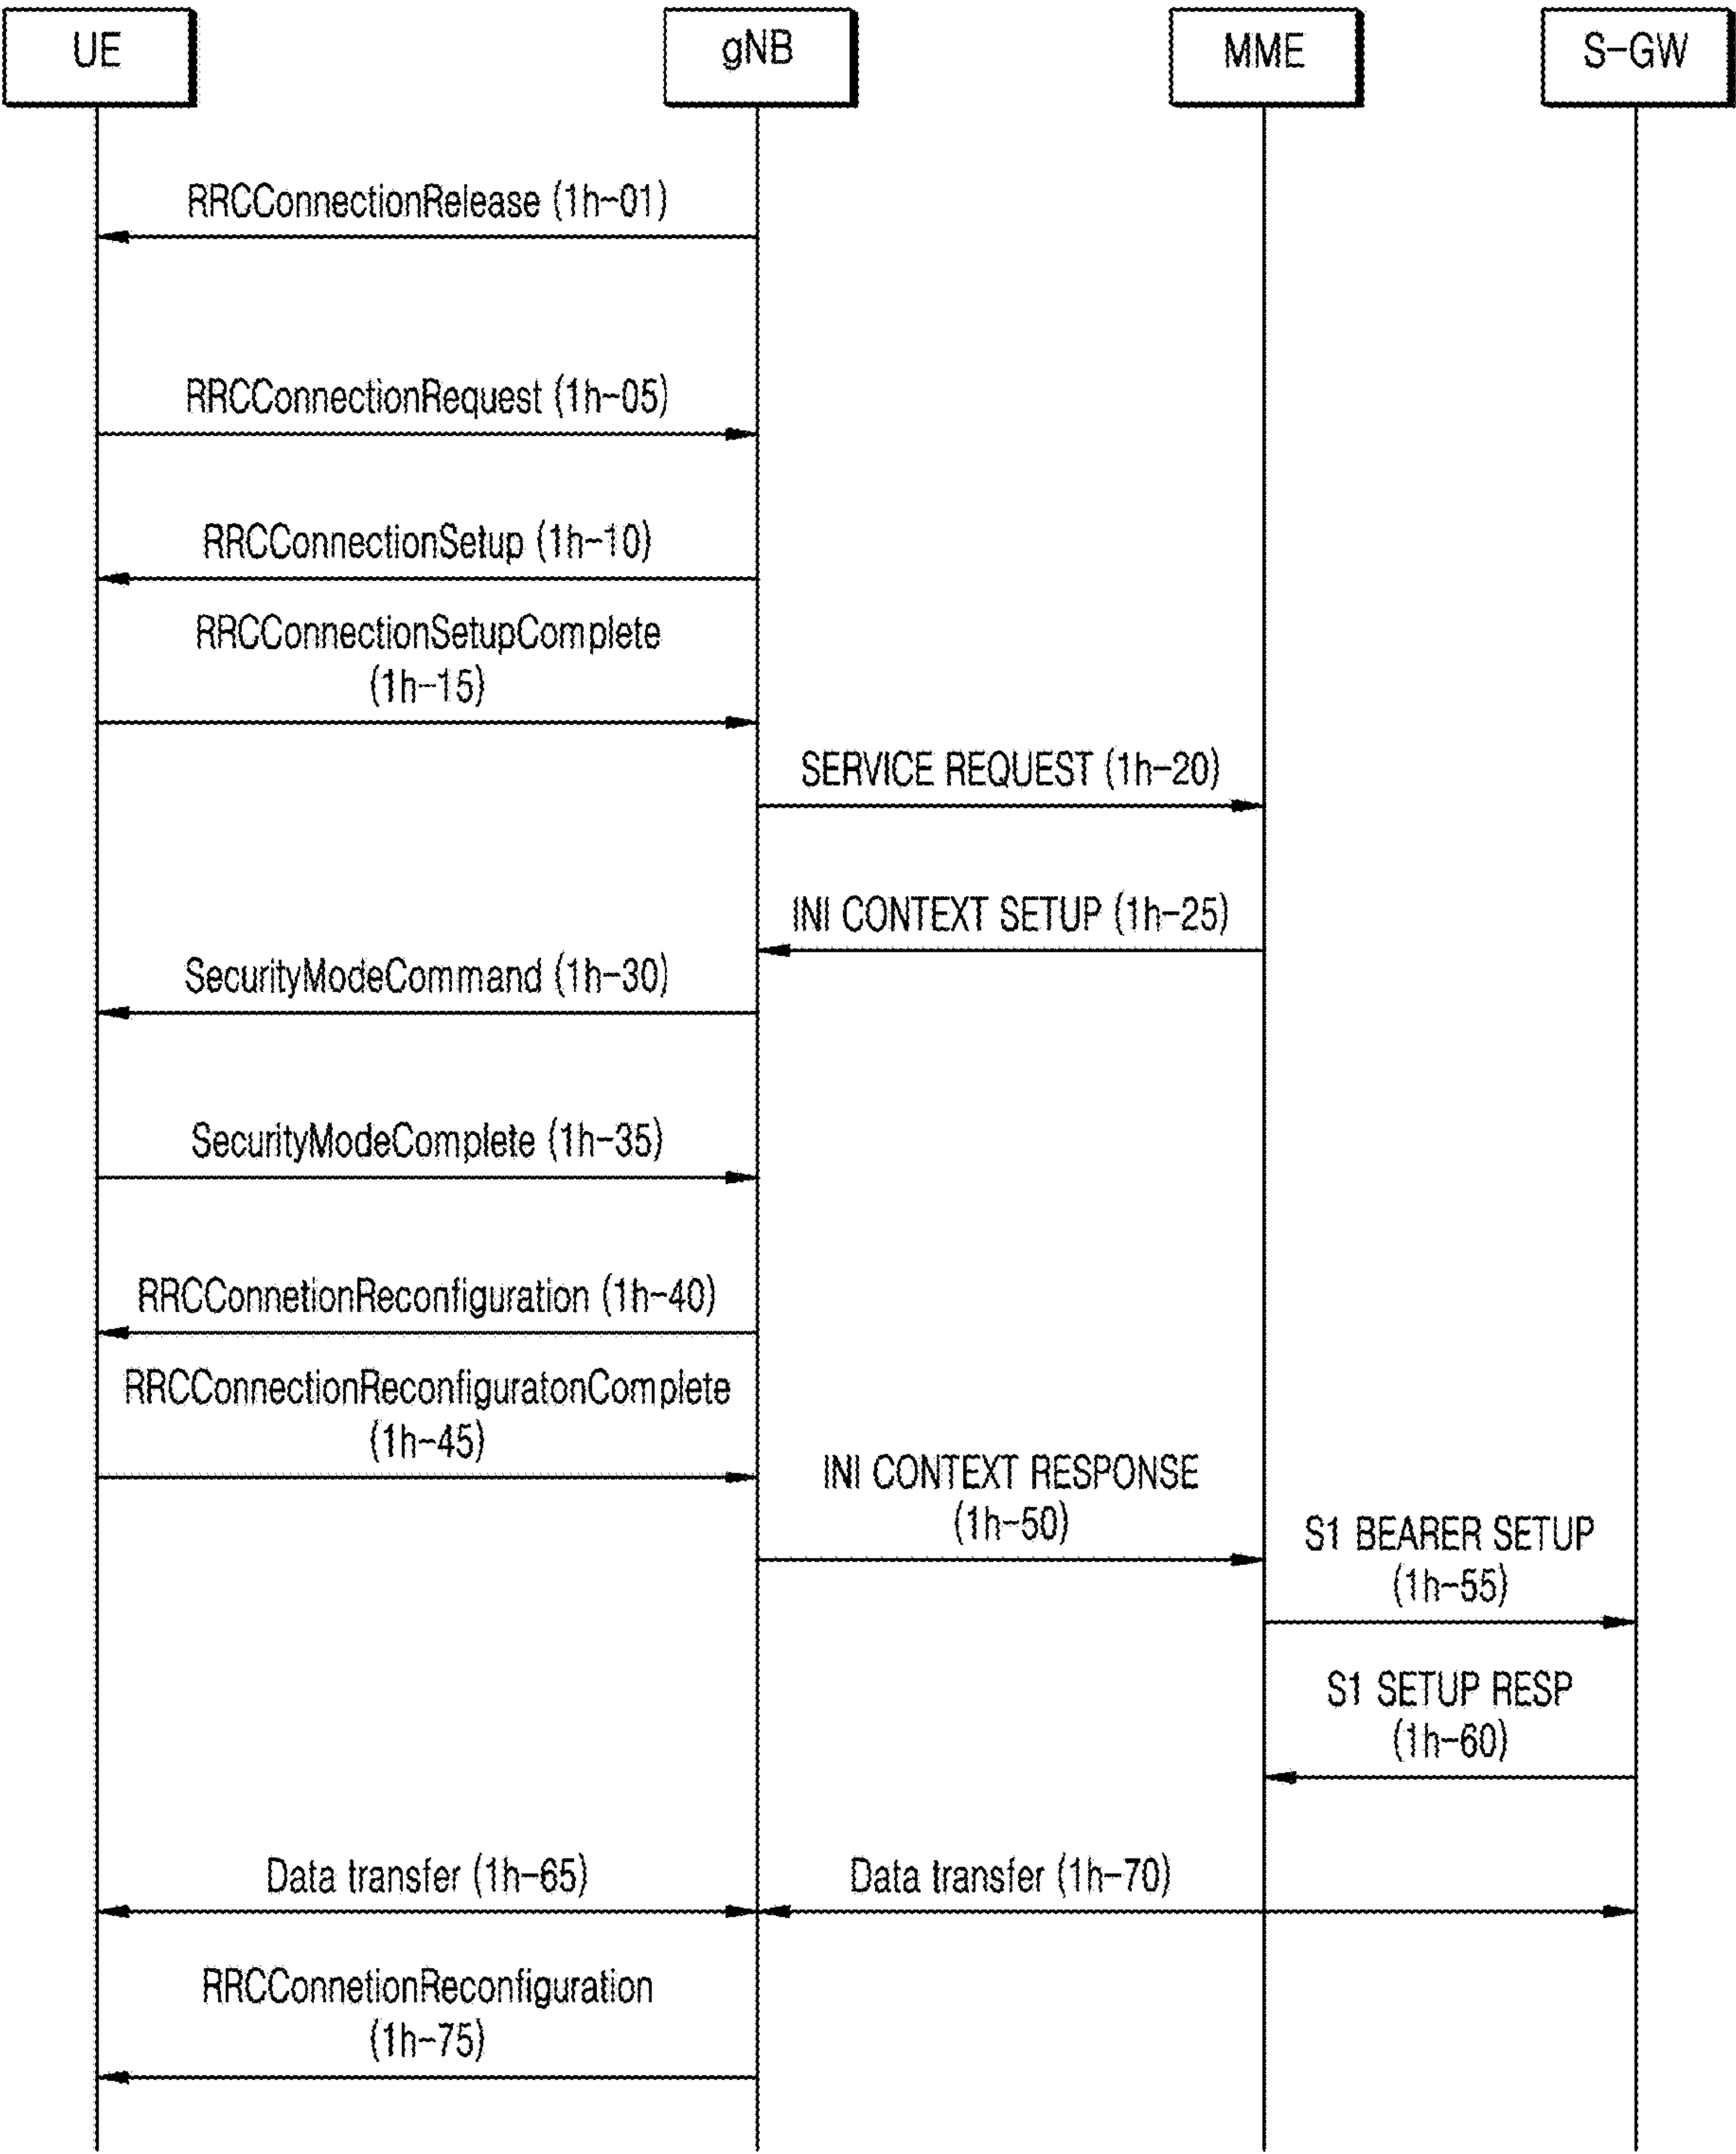 UE
gNB
MME
S-GW
RRCConnectionRelease (1h-01)
RRCConnectionRequest (1h-05)
RRCConnectionSetup (1h-10)
RRCConnectionSetupComplete
(1h-15)
SERVICE REQUEST (1h-20)
INI CONTEXT SETUP (1h-25)
SecurityModeCommand (1h-30)
SecurityModeComplete (1h-35)
RRCConnetionReconfiguration (1h-40)
RRCConnectionReconfiguratonComplete
(1h-45)
INI CONTEXT RESPONSE
(1h-50)
S1 BEARER SETUP
(1h-55)
S1 SETUP RESP
(1h-60)
Data transfer (1h-65)
Data transfer (1h-70)
RRCConnetionReconfiguration
(1h-75)